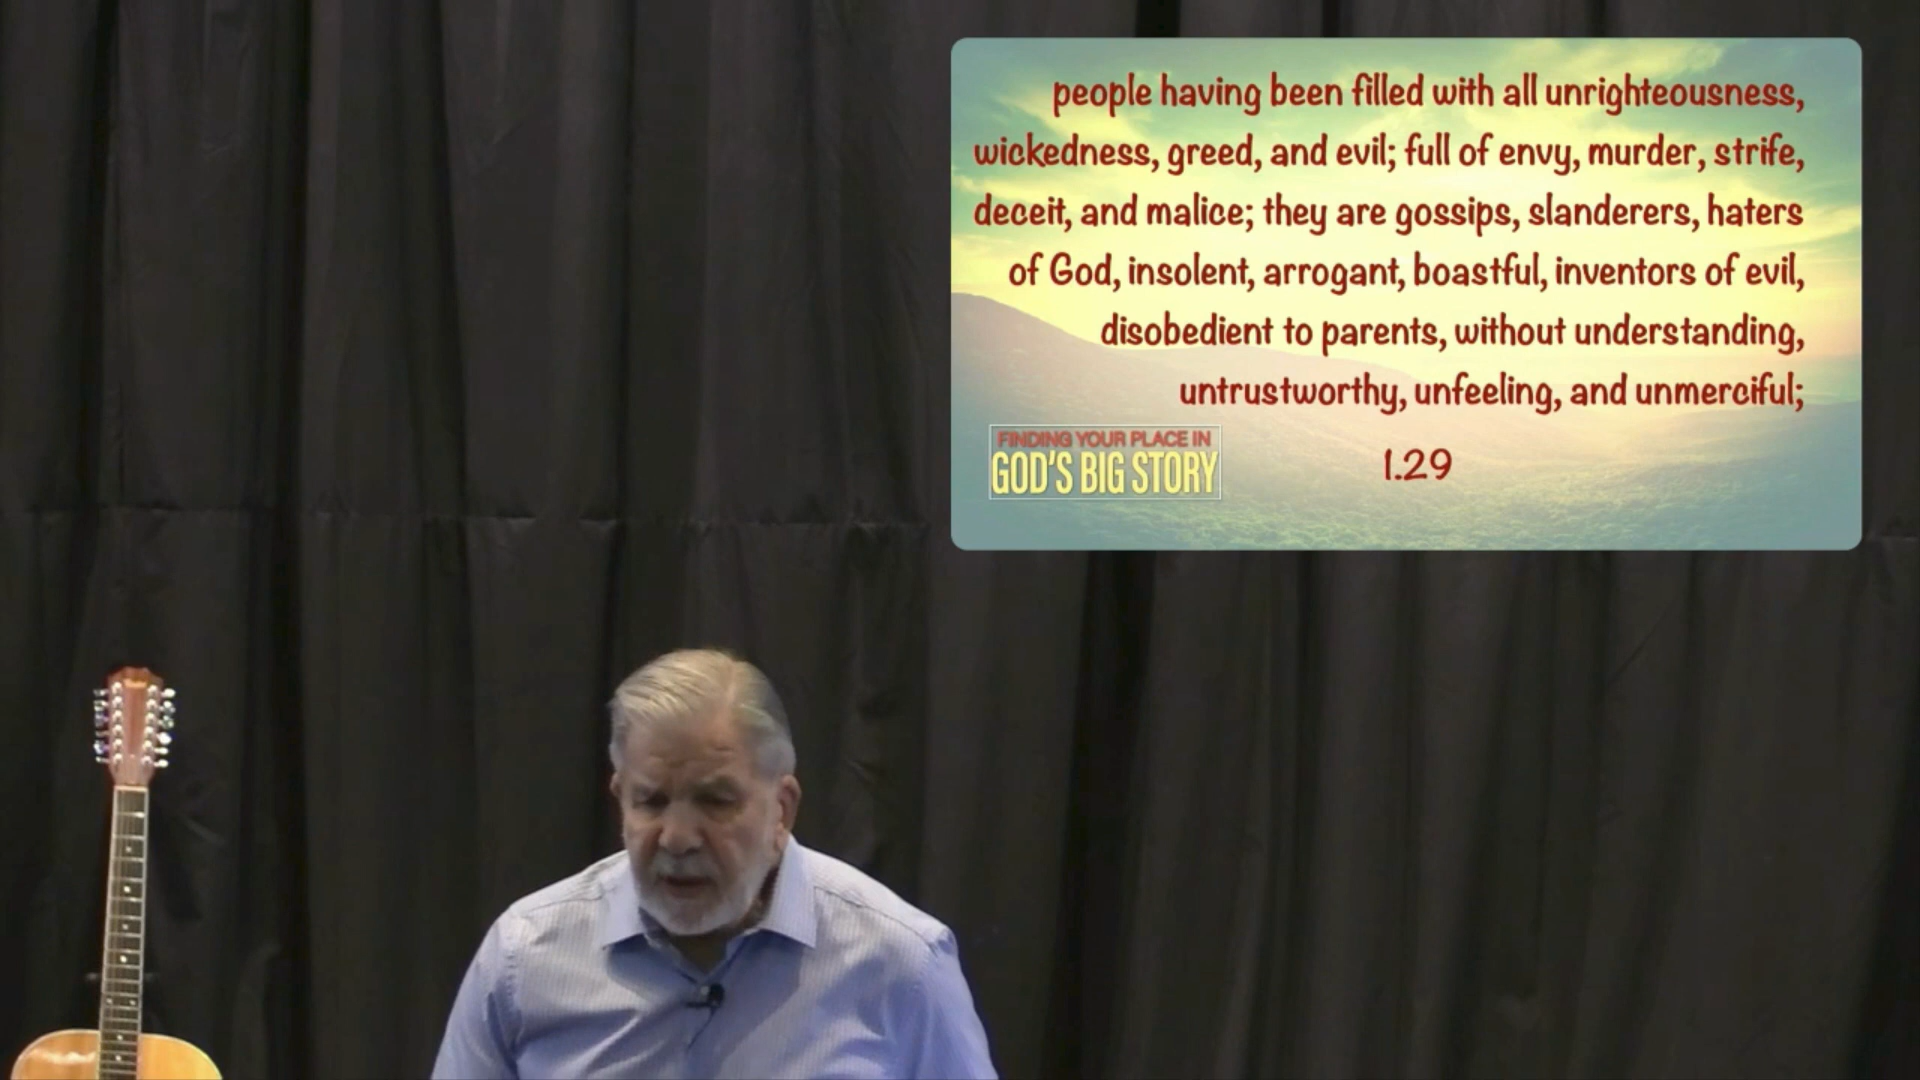 people having been filled with all unrighteousness,
wickedness, greed, and evil; full of envy, murder, strife,
deceit, and malice; they are gossips, slanderers, haters
of God, insolent, arrogant, boastful, inventors of evil,
disobedient to parents, without understanding,
untrustworthy, unfeeling, and unmerciful;
1.29
FINDING YOUR PLACE IN
GOD'S BIG STORY